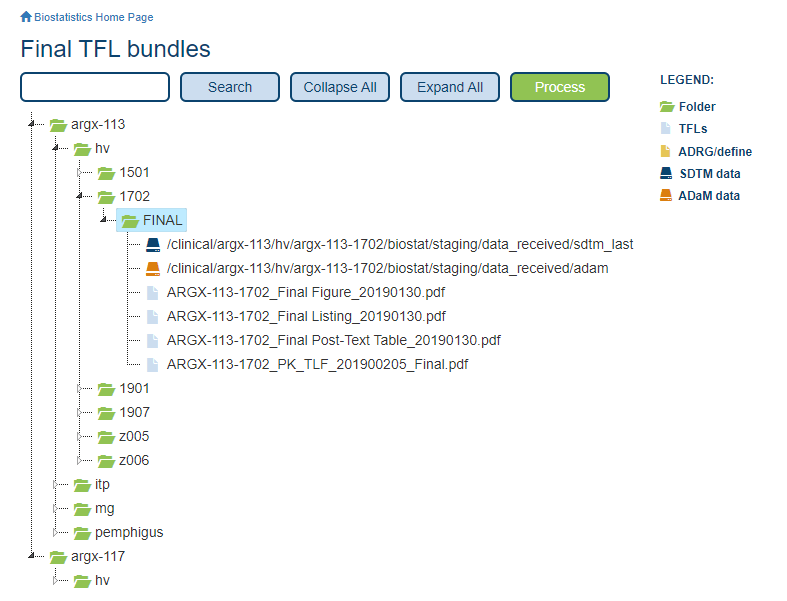 Biostatistics Home Page
Final TFL bundles
Search Collapse All Expand All Process
LEGEND:
Folder
TFLs
ADRG/define
SDTM data
ADaM data
argx-113
hv
1501
1702
FINAL
/clinical/argx-113/hv/argx-113-1702/biostat/staging/data_received/sdtm_last
/clinical/argx-113/hv/argx-113-1702/biostat/staging/data_received/adam
ARGX-113-1702_Final Figure_20190130.pdf
ARGX-113-1702_Final Listing_20190130.pdf
ARGX-113-1702_Final Post-Text Table_20190130.pdf
ARGX-113-1702_PK_TLF_201900205_Final.pdf
1901
1907
z005
z006
itp
mg
pemphigus
argx-117
hv